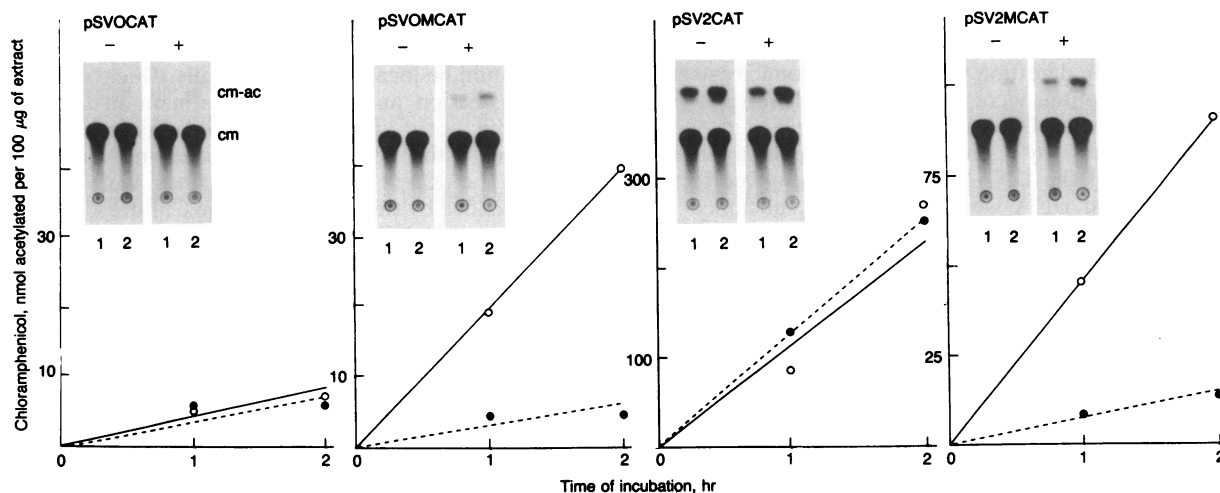 pSVOCAT
− +
cm-ac
cm
1 2 1 2
30
10
0 1 2
pSVOMCAT
− +
1 2 1 2
30
10
0 1 2
pSV2CAT
− +
1 2 1 2
300
100
0 1 2
pSV2MCAT
− +
1 2 1 2
75
25
0 1 2
Chloramphenicol, nmol acetylated per 100 μg of extract
Time of incubation, hr